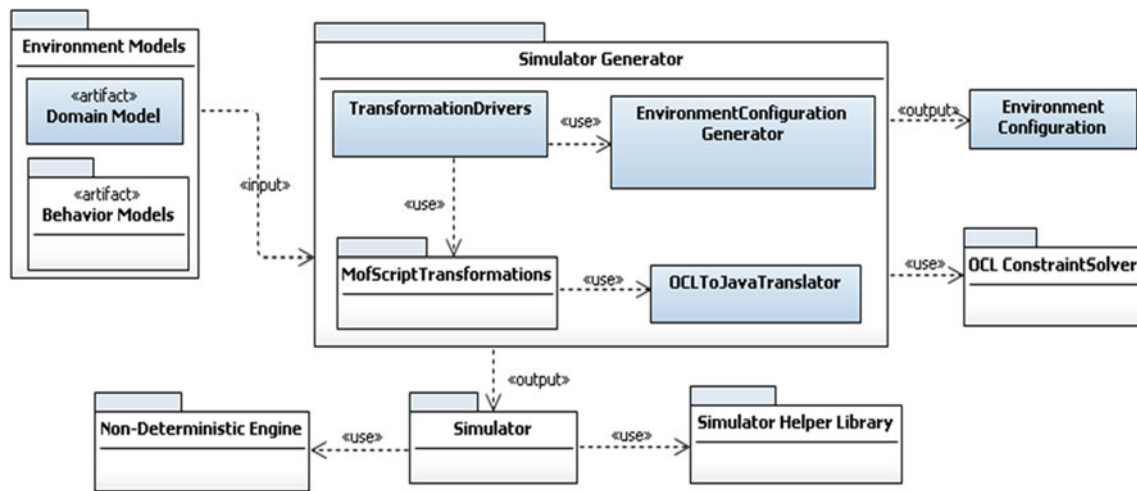 Environment Models
«artifact»
Domain Model
«artifact»
Behavior Models
«input»
Simulator Generator
TransformationDrivers
«use»
EnvironmentConfiguration
Generator
«use»
MofScriptTransformations
«use»
OCLToJavaTranslator
«output»
Environment
Configuration
«use»
OCL ConstraintSolver
«output»
Non-Deterministic Engine
«use»
Simulator
«use»
Simulator Helper Library